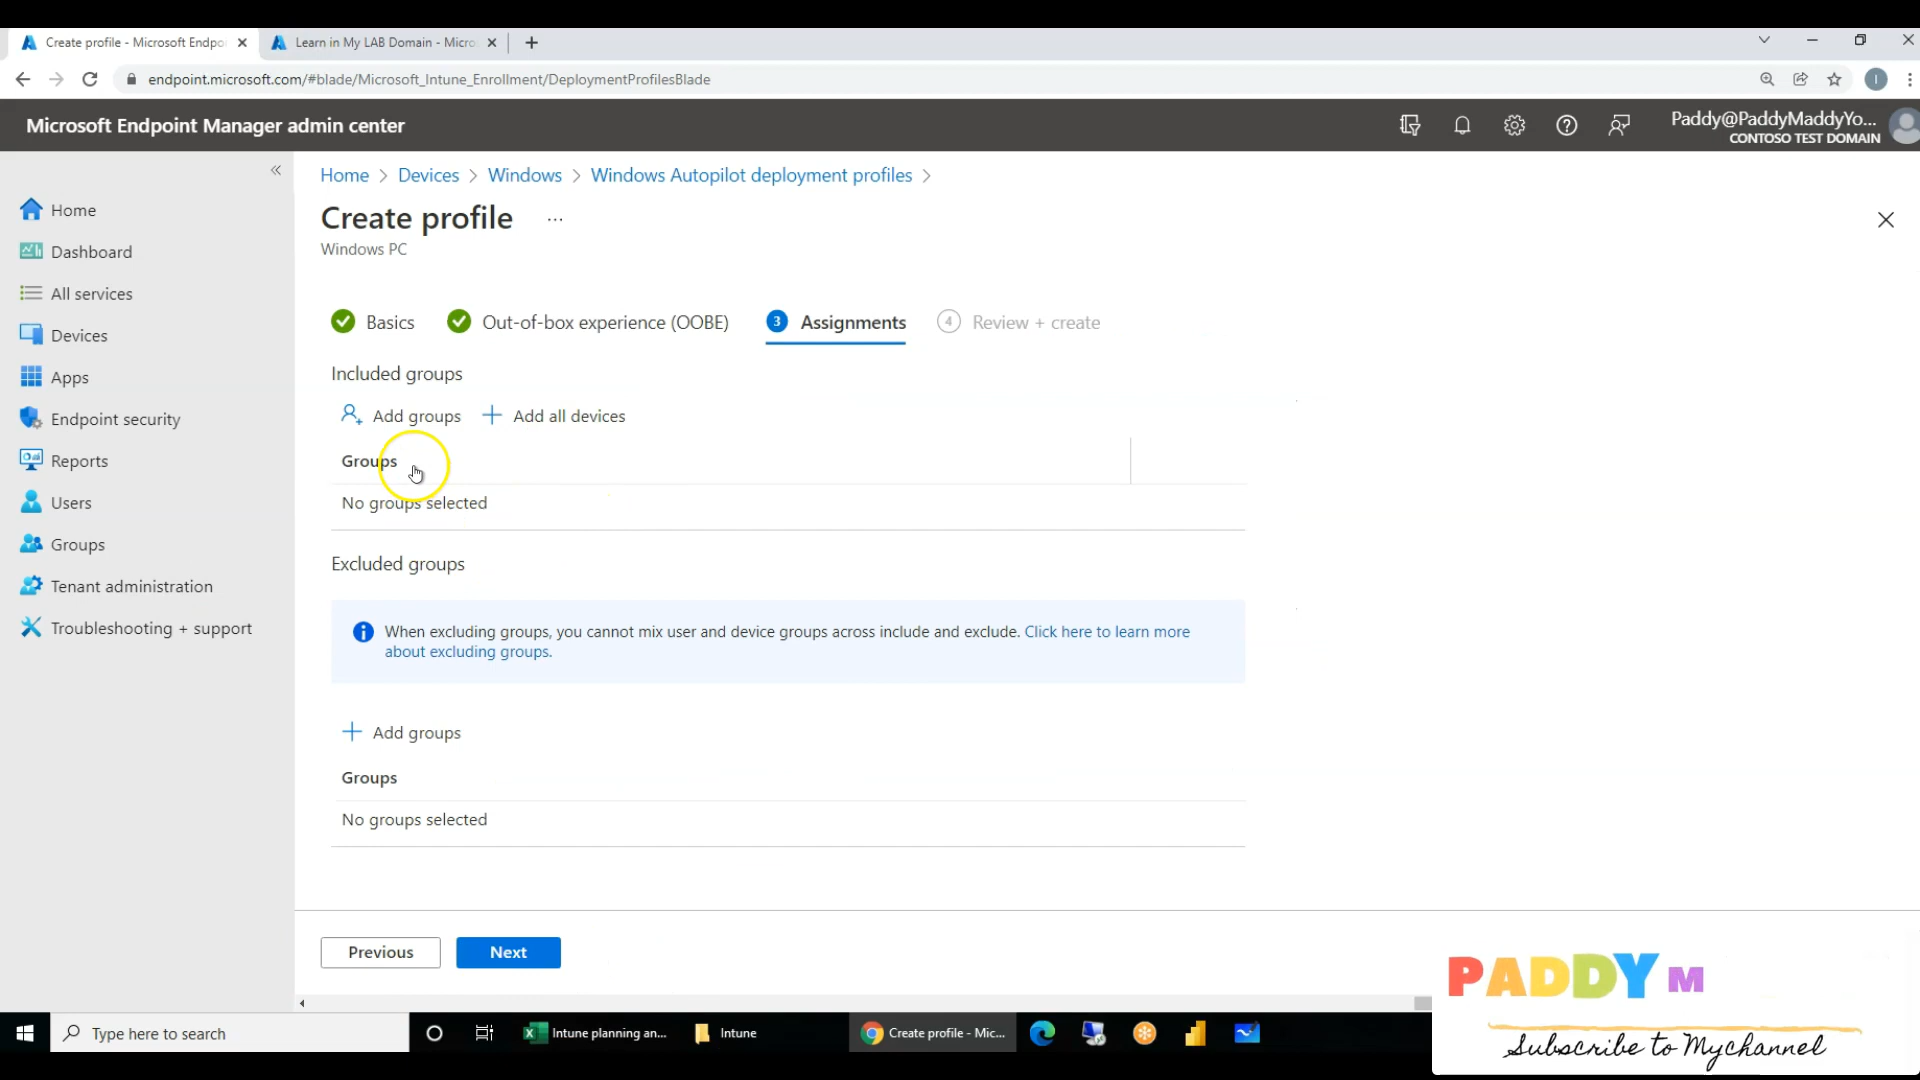 Create profile - Microsoft Endpo
Learn in My LAB Domain - Micro
endpoint.microsoft.com/#blade/Microsoft_Intune_Enrollment/DeploymentProfilesBlade
I
Microsoft Endpoint Manager admin center
Paddy@PaddyMaddyYo...
CONTOSO TEST DOMAIN
Home
Dashboard
All services
Devices
Apps
Endpoint security
Reports
Users
Groups
Tenant administration
Troubleshooting + support
Home > Devices > Windows > Windows Autopilot deployment profiles >
Create profile ...
Windows PC
Basics
Out-of-box experience (OOBE)
3 Assignments
4 Review + create
Included groups
Add groups
Add all devices
Groups
No groups selected
Excluded groups
When excluding groups, you cannot mix user and device groups across include and exclude. Click here to learn more
about excluding groups.
Add groups
Groups
No groups selected
Previous
Next
Type here to search
Intune planning an...
Intune
Create profile - Mic...
PADDY M
Subscribe to Mychannel